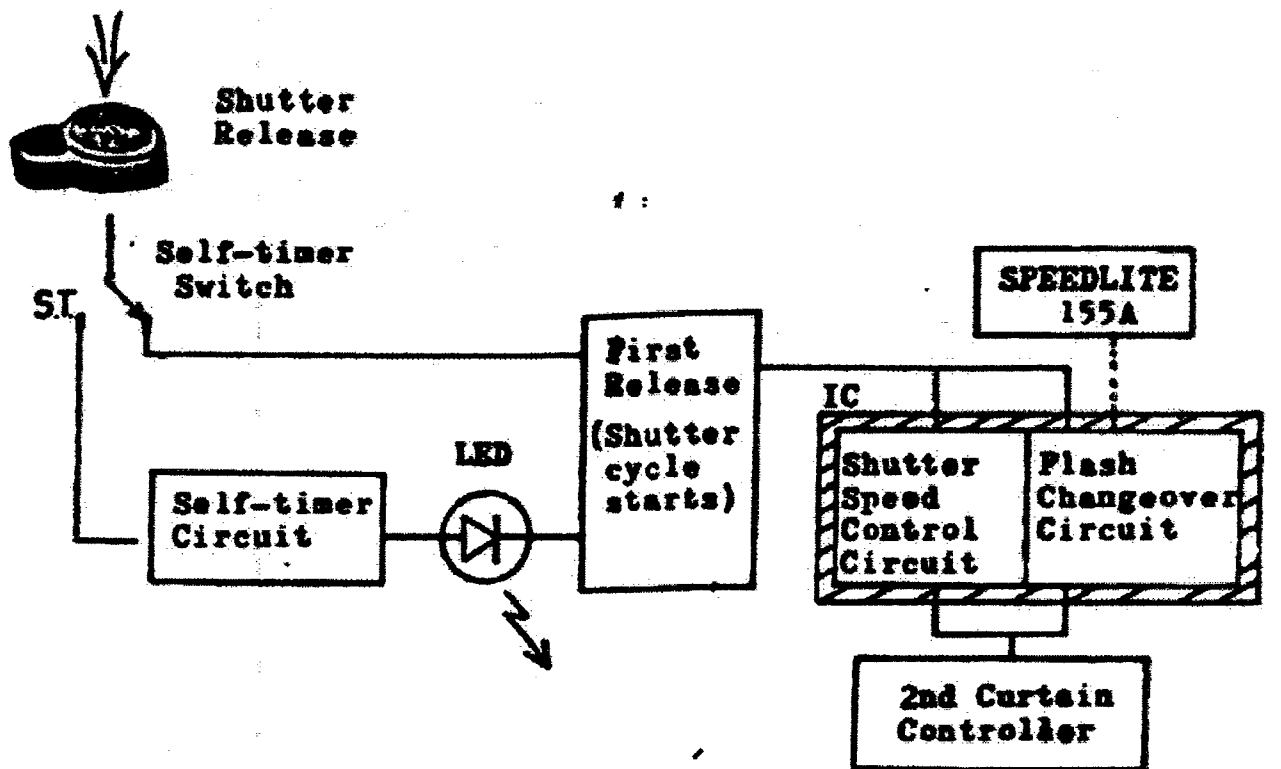 Shutter
Release
Self-timer
Switch
S.T.
SPEEDLITE
155A
First
Release
(Shutter
cycle
starts)
IC
LED
Self-timer
Circuit
Shutter
Speed
Control
Circuit
Flash
Changeover
Circuit
2nd Curtain
Controller